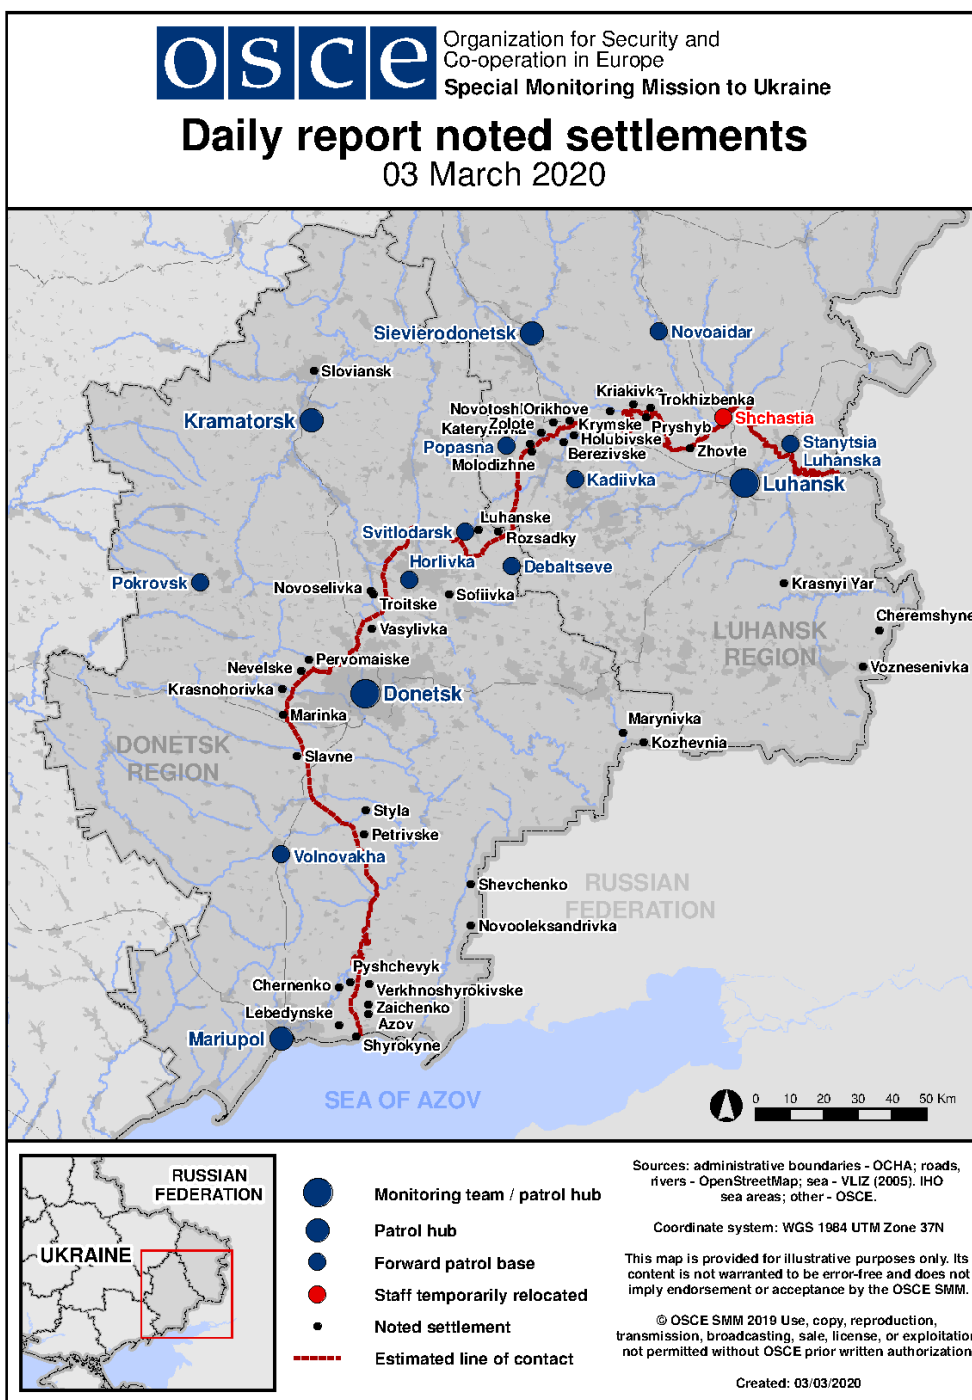 osce
Organization for Security and
Co-operation in Europe
Special Monitoring Mission to Ukraine
Daily report noted settlements
03 March 2020
Sievierodonetsk
Novoaidar
Sloviansk
Kriakivka
Trokhizbenka
Kramatorsk
Orikhove
Zolote
Krymske
Pryshyb
Shchastia
Popasna
Holubivske
Berezivske
Zhovte
Stanytsia
Luhanska
Molodizhne
Kadiivka
Luhansk
Luhanske
Svitlodarsk
Rozsadky
Horlivka
Debaltseve
Pokrovsk
Novoselivka
Troitske
Sofiivka
Krasnyi Yar
Cheremshyne
Vasylivka
LUHANSK
REGION
Pervomaiske
Nevelske
Voznesenivka
Krasnohorivka
Donetsk
Marinka
Marynivka
Kozhevnia
DONETSK
REGION
Slavne
Styla
Petrivske
Volnovakha
Shevchenko
RUSSIAN
FEDERATION
Novooleksandrivka
Pyshchevyk
Chernenko
Verkhnoshyrokivske
Zaichenko
Lebedynske
Azov
Mariupol
Shyrokyne
SEA OF AZOV
0 10 20 30 40 50 Km
RUSSIAN
FEDERATION
UKRAINE
Monitoring team / patrol hub
Patrol hub
Forward patrol base
Staff temporarily relocated
Noted settlement
Estimated line of contact
Sources: administrative boundaries - OCHA; roads,
rivers - OpenStreetMap; sea - VLIZ (2005). IHO
sea areas; other - OSCE.
Coordinate system: WGS 1984 UTM Zone 37N
This map is provided for illustrative purposes only. Its
content is not warranted to be error-free and does not
imply endorsement or acceptance by the OSCE SMM.
© OSCE SMM 2019 Use, copy, reproduction,
transmission, broadcasting, sale, license, or exploitation
not permitted without OSCE prior written authorization
Created: 03/03/2020